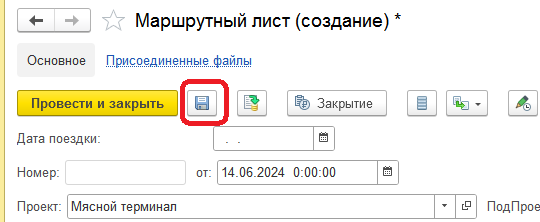 Маршрутный лист (создание) *
Основное Присоединенные файлы
Провести и закрыть Закрытие
Дата поездки: . .
Номер: от: 14.06.2024 0:00:00
Проект: Мясной терминал ПодПрое